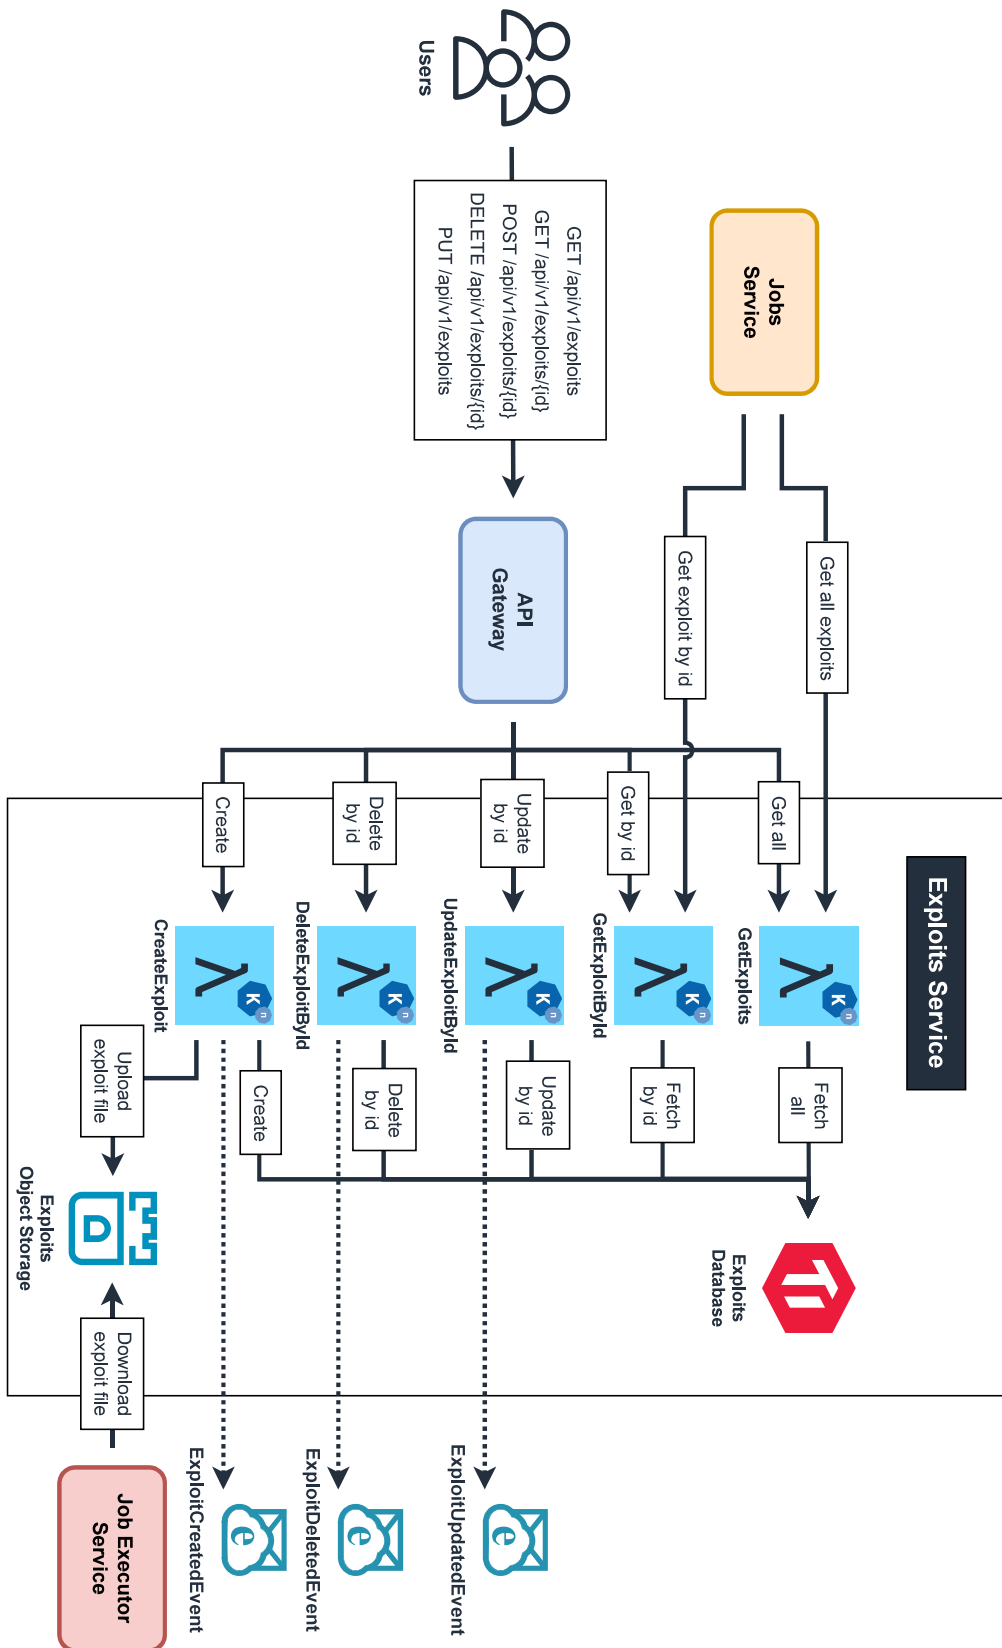 Exploits Service
Jobs
Service
Get all exploits
Get exploit by id
Users
GET /api/v1/exploits
GET /api/v1/exploits/{id}
POST /api/v1/exploits/{id}
DELETE /api/v1/exploits/{id}
PUT /api/v1/exploits
API
Gateway
Get all
Get by id
Update
by id
Delete
by id
Create
K
n
GetExploits
K
n
GetExploitById
K
n
UpdateExploitById
K
n
DeleteExploitById
K
n
CreateExploit
Fetch
all
Fetch
by id
Update
by id
Delete
by id
Create
Upload
exploit file
Exploits
Database
Exploits
Object Storage
Download
exploit file
e
ExploitUpdatedEvent
e
ExploitDeletedEvent
e
ExploitCreatedEvent
Job Executor
Service